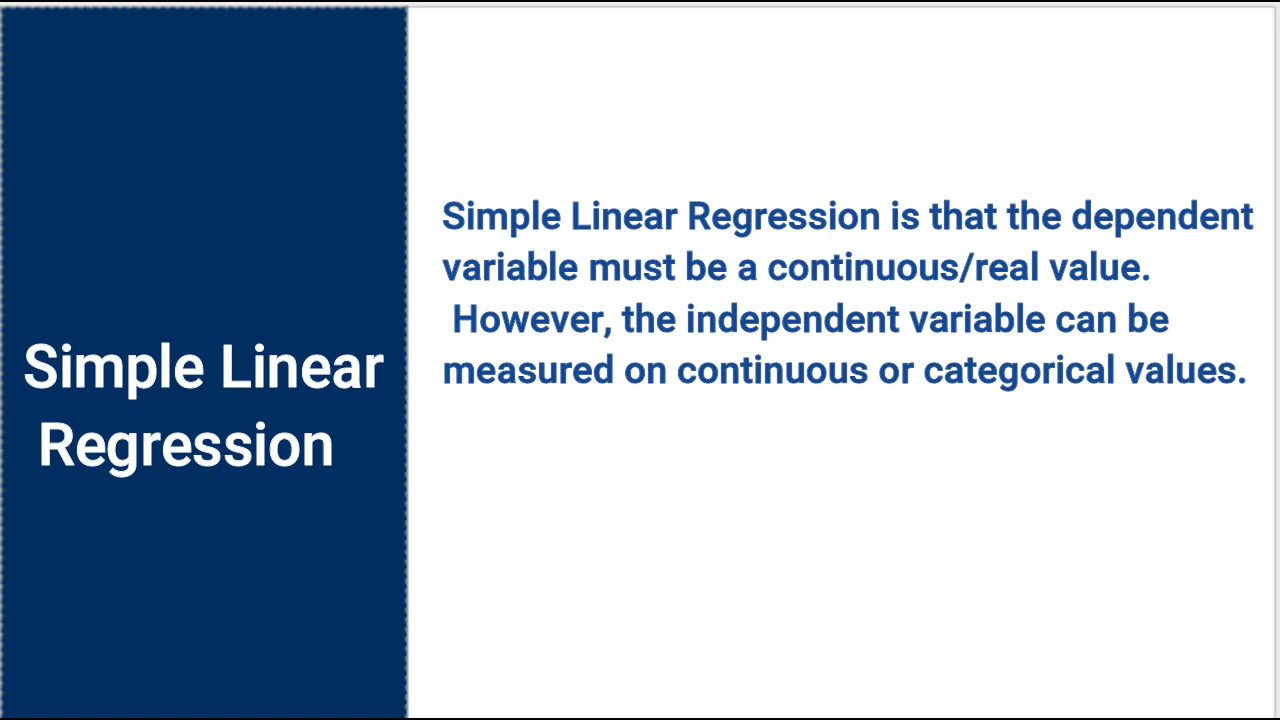 Simple Linear
Regression
Simple Linear Regression is that the dependent
variable must be a continuous/real value.
However, the independent variable can be
measured on continuous or categorical values.